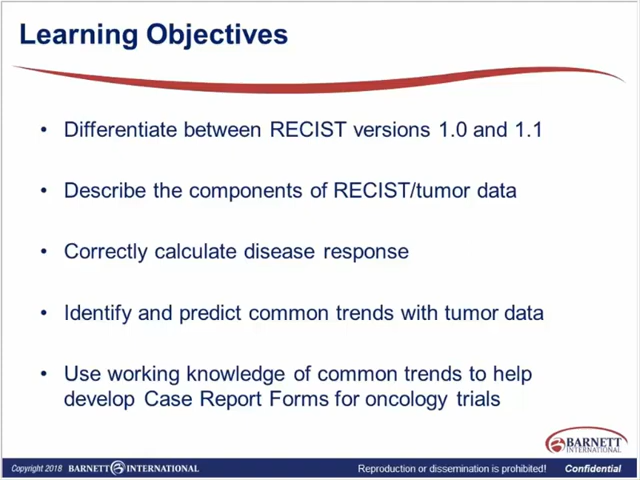 Learning Objectives
• Differentiate between RECIST versions 1.0 and 1.1
• Describe the components of RECIST/tumor data
• Correctly calculate disease response
• Identify and predict common trends with tumor data
• Use working knowledge of common trends to help
develop Case Report Forms for oncology trials
BARNETT
INTERNATIONAL
Copyright 2018 BARNETT INTERNATIONAL Reproduction or dissemination is prohibited! Confidential